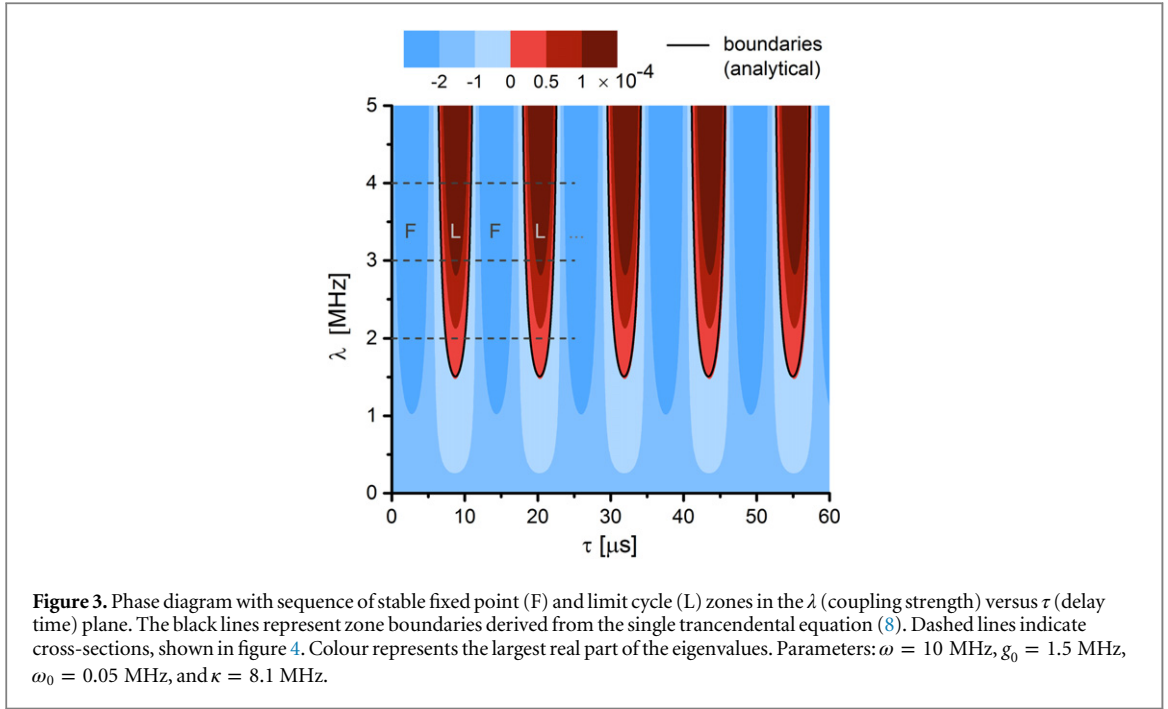 boundaries
(analytical)
-2 -1 0 0.5 1 × 10⁻⁴
5
4
F L F L ...
3
λ [MHz]
2
1
0
0 10 20 30 40 50 60
τ [μs]
Figure 3. Phase diagram with sequence of stable fixed point (F) and limit cycle (L) zones in the λ (coupling strength) versus τ (delay
time) plane. The black lines represent zone boundaries derived from the single trancendental equation (8). Dashed lines indicate
cross-sections, shown in figure 4. Colour represents the largest real part of the eigenvalues. Parameters: ω = 10 MHz, g₀ = 1.5 MHz,
ω₀ = 0.05 MHz, and κ = 8.1 MHz.